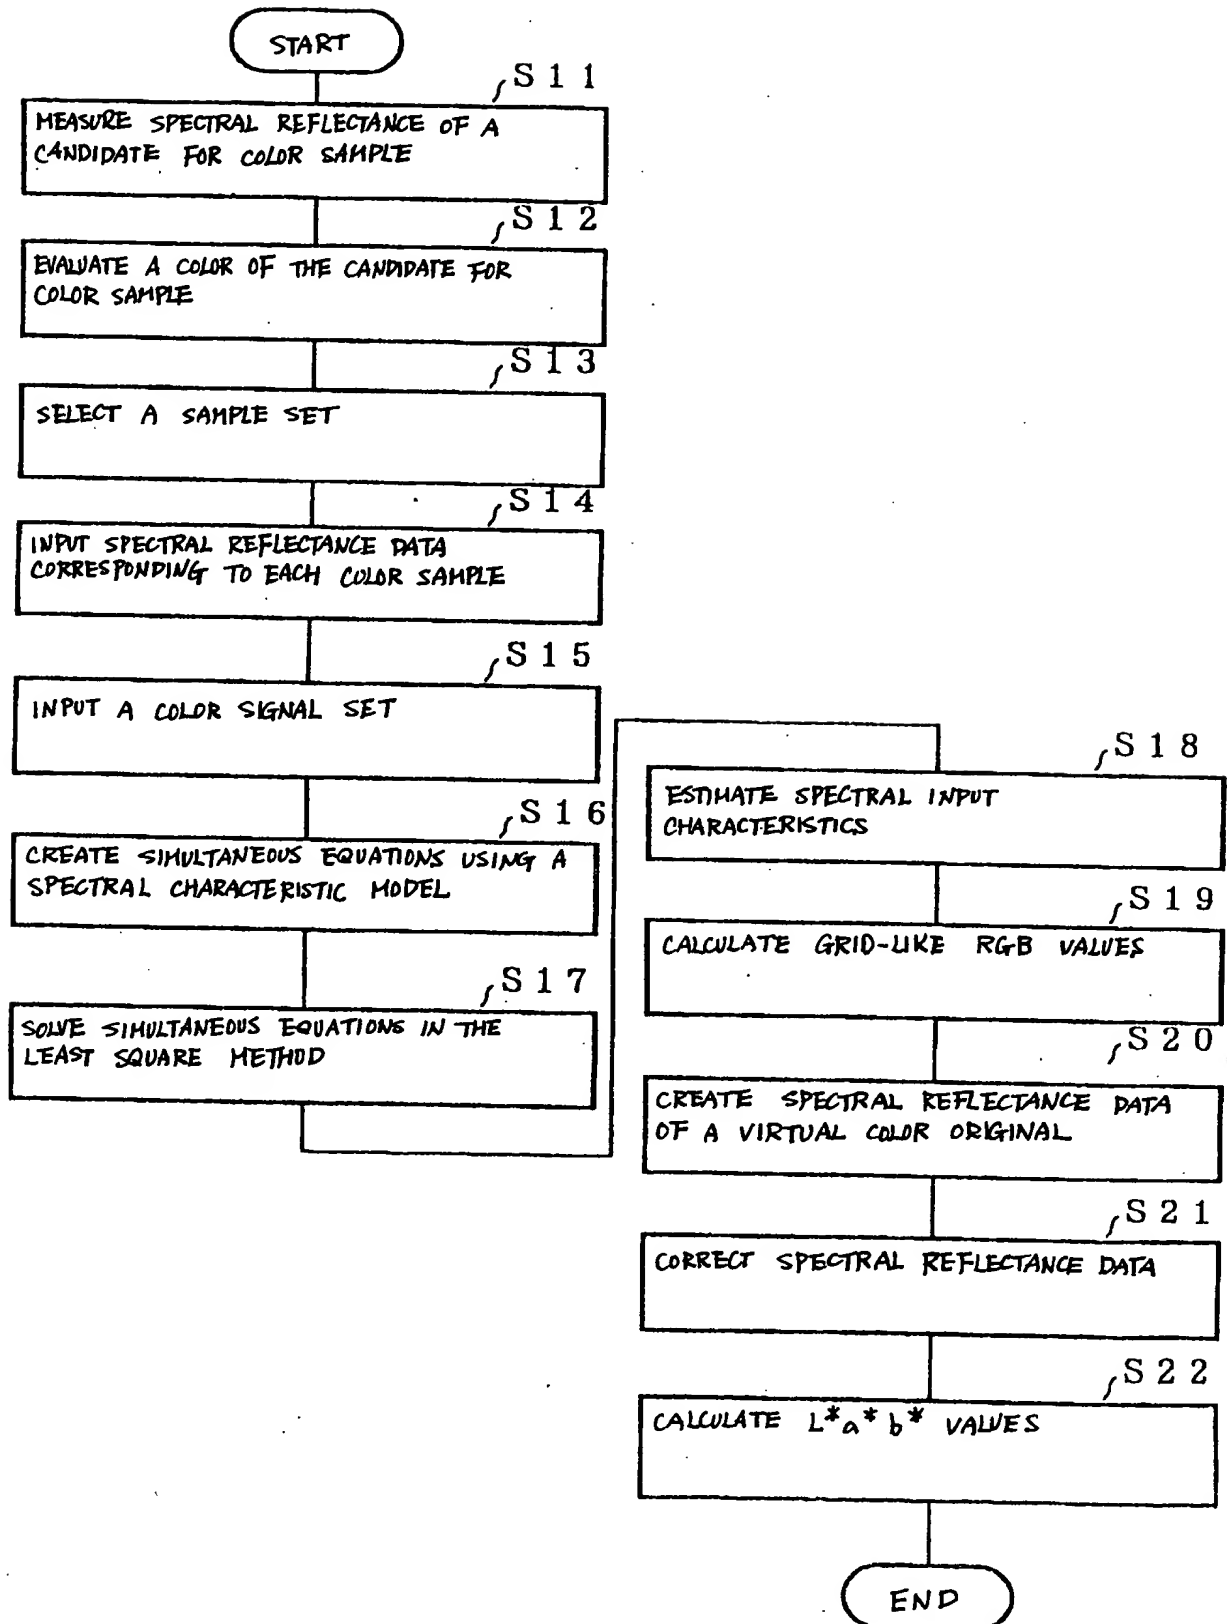 START
S11
MEASURE SPECTRAL REFLECTANCE OF A
CANDIDATE FOR COLOR SAMPLE
S12
EVALUATE A COLOR OF THE CANDIDATE FOR
COLOR SAMPLE
S13
SELECT A SAMPLE SET
S14
INPUT SPECTRAL REFLECTANCE DATA
CORRESPONDING TO EACH COLOR SAMPLE
S15
INPUT A COLOR SIGNAL SET
S16
CREATE SIMULTANEOUS EQUATIONS USING A
SPECTRAL CHARACTERISTIC MODEL
S17
SOLVE SIMULTANEOUS EQUATIONS IN THE
LEAST SQUARE METHOD
S18
ESTIMATE SPECTRAL INPUT
CHARACTERISTICS
S19
CALCULATE GRID-LIKE RGB VALUES
S20
CREATE SPECTRAL REFLECTANCE DATA
OF A VIRTUAL COLOR ORIGINAL
S21
CORRECT SPECTRAL REFLECTANCE DATA
S22
CALCULATE L*a*b* VALUES
END